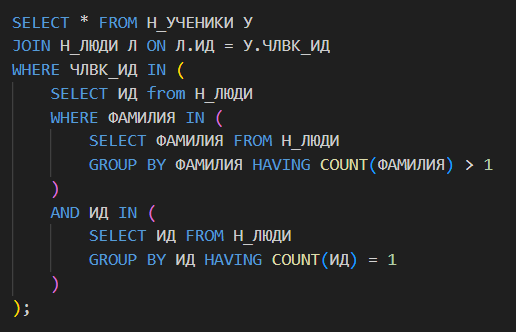 SELECT * FROM Н_УЧЕНИКИ У
JOIN Н_ЛЮДИ Л ON Л.ИД = У.ЧЛВК_ИД
WHERE ЧЛВК_ИД IN (
    SELECT ИД from Н_ЛЮДИ
    WHERE ФАМИЛИЯ IN (
        SELECT ФАМИЛИЯ FROM Н_ЛЮДИ
        GROUP BY ФАМИЛИЯ HAVING COUNT(ФАМИЛИЯ) > 1
    )
    AND ИД IN (
        SELECT ИД FROM Н_ЛЮДИ
        GROUP BY ИД HAVING COUNT(ИД) = 1
    )
);